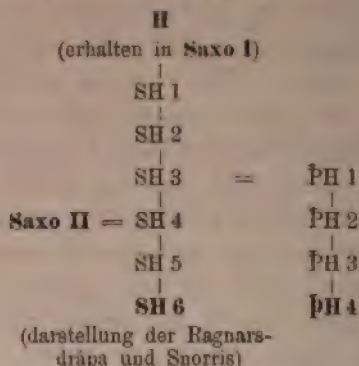 H
(erhalten in Saxo I)
SH 1
SH 2
SH 3 = ÞH 1
Saxo II = SH 4 ÞH 2
SH 5 ÞH 3
SH 6 ÞH 4
(darstellung der Ragnars-
drápa und Snorris)